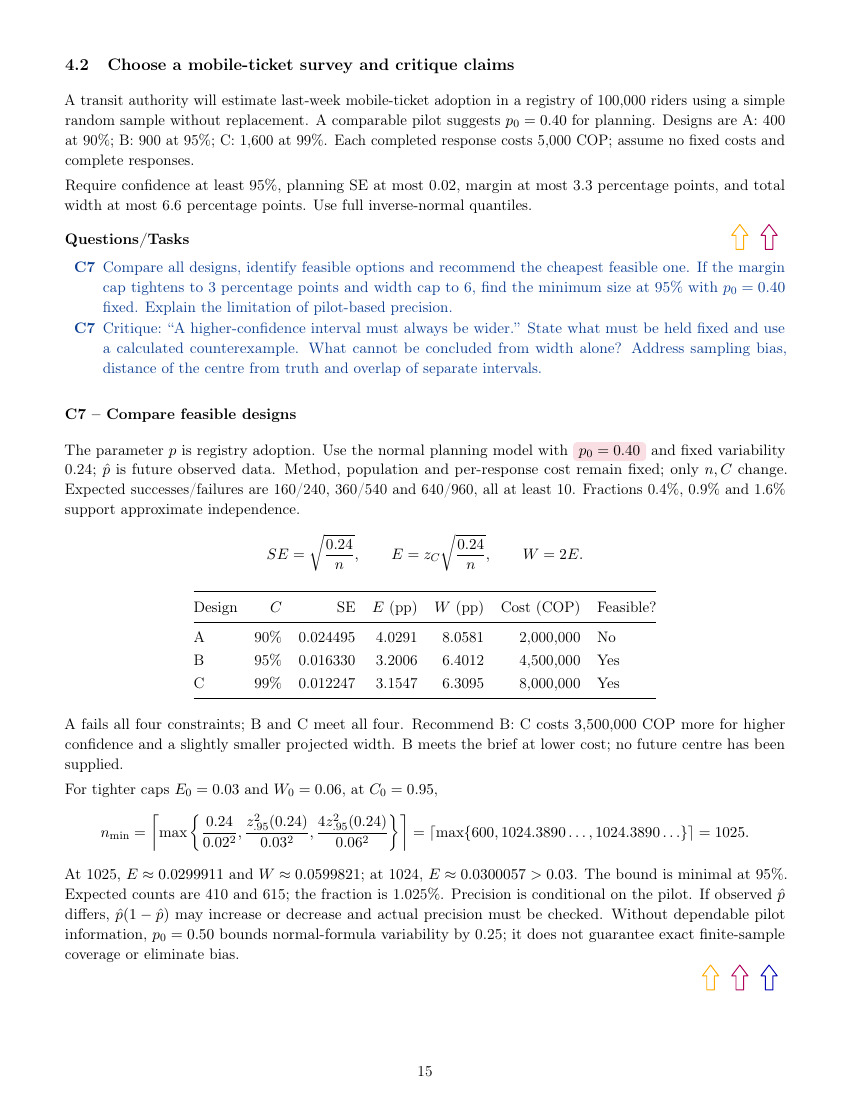 4.2 Choose a mobile-ticket survey and critique claims
A transit authority will estimate last-week mobile-ticket adoption in a registry of 100,000 riders using a simple
random sample without replacement. A comparable pilot suggests p₀ = 0.40 for planning. Designs are A: 400
at 90%; B: 900 at 95%; C: 1,600 at 99%. Each completed response costs 5,000 COP; assume no fixed costs and
complete responses.
Require confidence at least 95%, planning SE at most 0.02, margin at most 3.3 percentage points, and total
width at most 6.6 percentage points. Use full inverse-normal quantiles.
Questions/Tasks
C7 Compare all designs, identify feasible options and recommend the cheapest feasible one. If the margin
cap tightens to 3 percentage points and width cap to 6, find the minimum size at 95% with p₀ = 0.40
fixed. Explain the limitation of pilot-based precision.
C7 Critique: “A higher-confidence interval must always be wider.” State what must be held fixed and use
a calculated counterexample. What cannot be concluded from width alone? Address sampling bias,
distance of the centre from truth and overlap of separate intervals.
C7 – Compare feasible designs
The parameter p is registry adoption. Use the normal planning model with p₀ = 0.40 and fixed variability
0.24; p̂ is future observed data. Method, population and per-response cost remain fixed; only n, C change.
Expected successes/failures are 160/240, 360/540 and 640/960, all at least 10. Fractions 0.4%, 0.9% and 1.6%
support approximate independence.
SE = √(0.24/n), E = z_C√(0.24/n), W = 2E.
Design C SE E (pp) W (pp) Cost (COP) Feasible?
A 90% 0.024495 4.0291 8.0581 2,000,000 No
B 95% 0.016330 3.2006 6.4012 4,500,000 Yes
C 99% 0.012247 3.1547 6.3095 8,000,000 Yes
A fails all four constraints; B and C meet all four. Recommend B: C costs 3,500,000 COP more for higher
confidence and a slightly smaller projected width. B meets the brief at lower cost; no future centre has been
supplied.
For tighter caps E₀ = 0.03 and W₀ = 0.06, at C₀ = 0.95,
n_min = ⌈max{0.24/0.02², z²_.95(0.24)/0.03², 4z²_.95(0.24)/0.06²}⌉ = ⌈max{600, 1024.3890 . . . , 1024.3890 . . .}⌉ = 1025.
At 1025, E ≈ 0.0299911 and W ≈ 0.0599821; at 1024, E ≈ 0.0300057 > 0.03. The bound is minimal at 95%.
Expected counts are 410 and 615; the fraction is 1.025%. Precision is conditional on the pilot. If observed p̂
differs, p̂(1 − p̂) may increase or decrease and actual precision must be checked. Without dependable pilot
information, p₀ = 0.50 bounds normal-formula variability by 0.25; it does not guarantee exact finite-sample
coverage or eliminate bias.
15